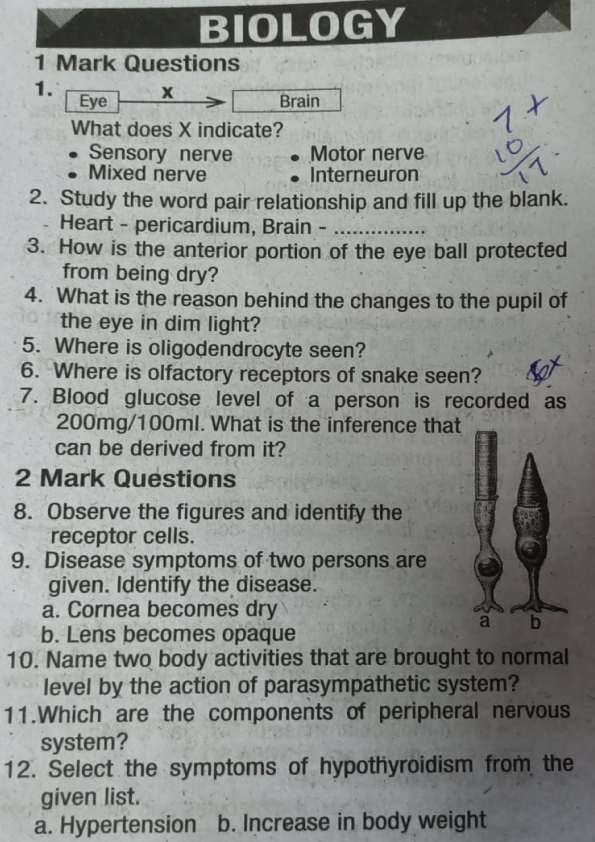 BIOLOGY
1 Mark Questions
1. Eye X Brain
What does X indicate?
• Sensory nerve • Motor nerve
• Mixed nerve • Interneuron
7 x
10
17
2. Study the word pair relationship and fill up the blank.
Heart - pericardium, Brain - ...............
3. How is the anterior portion of the eye ball protected
from being dry?
4. What is the reason behind the changes to the pupil of
the eye in dim light?
5. Where is oligodendrocyte seen?
6. Where is olfactory receptors of snake seen?
7. Blood glucose level of a person is recorded as
200mg/100ml. What is the inference that
can be derived from it?
2 Mark Questions
8. Observe the figures and identify the
receptor cells.
9. Disease symptoms of two persons are
given. Identify the disease.
a. Cornea becomes dry
b. Lens becomes opaque
a b
10. Name two body activities that are brought to normal
level by the action of parasympathetic system?
11.Which are the components of peripheral nervous
system?
12. Select the symptoms of hypothyroidism from the
given list.
a. Hypertension b. Increase in body weight